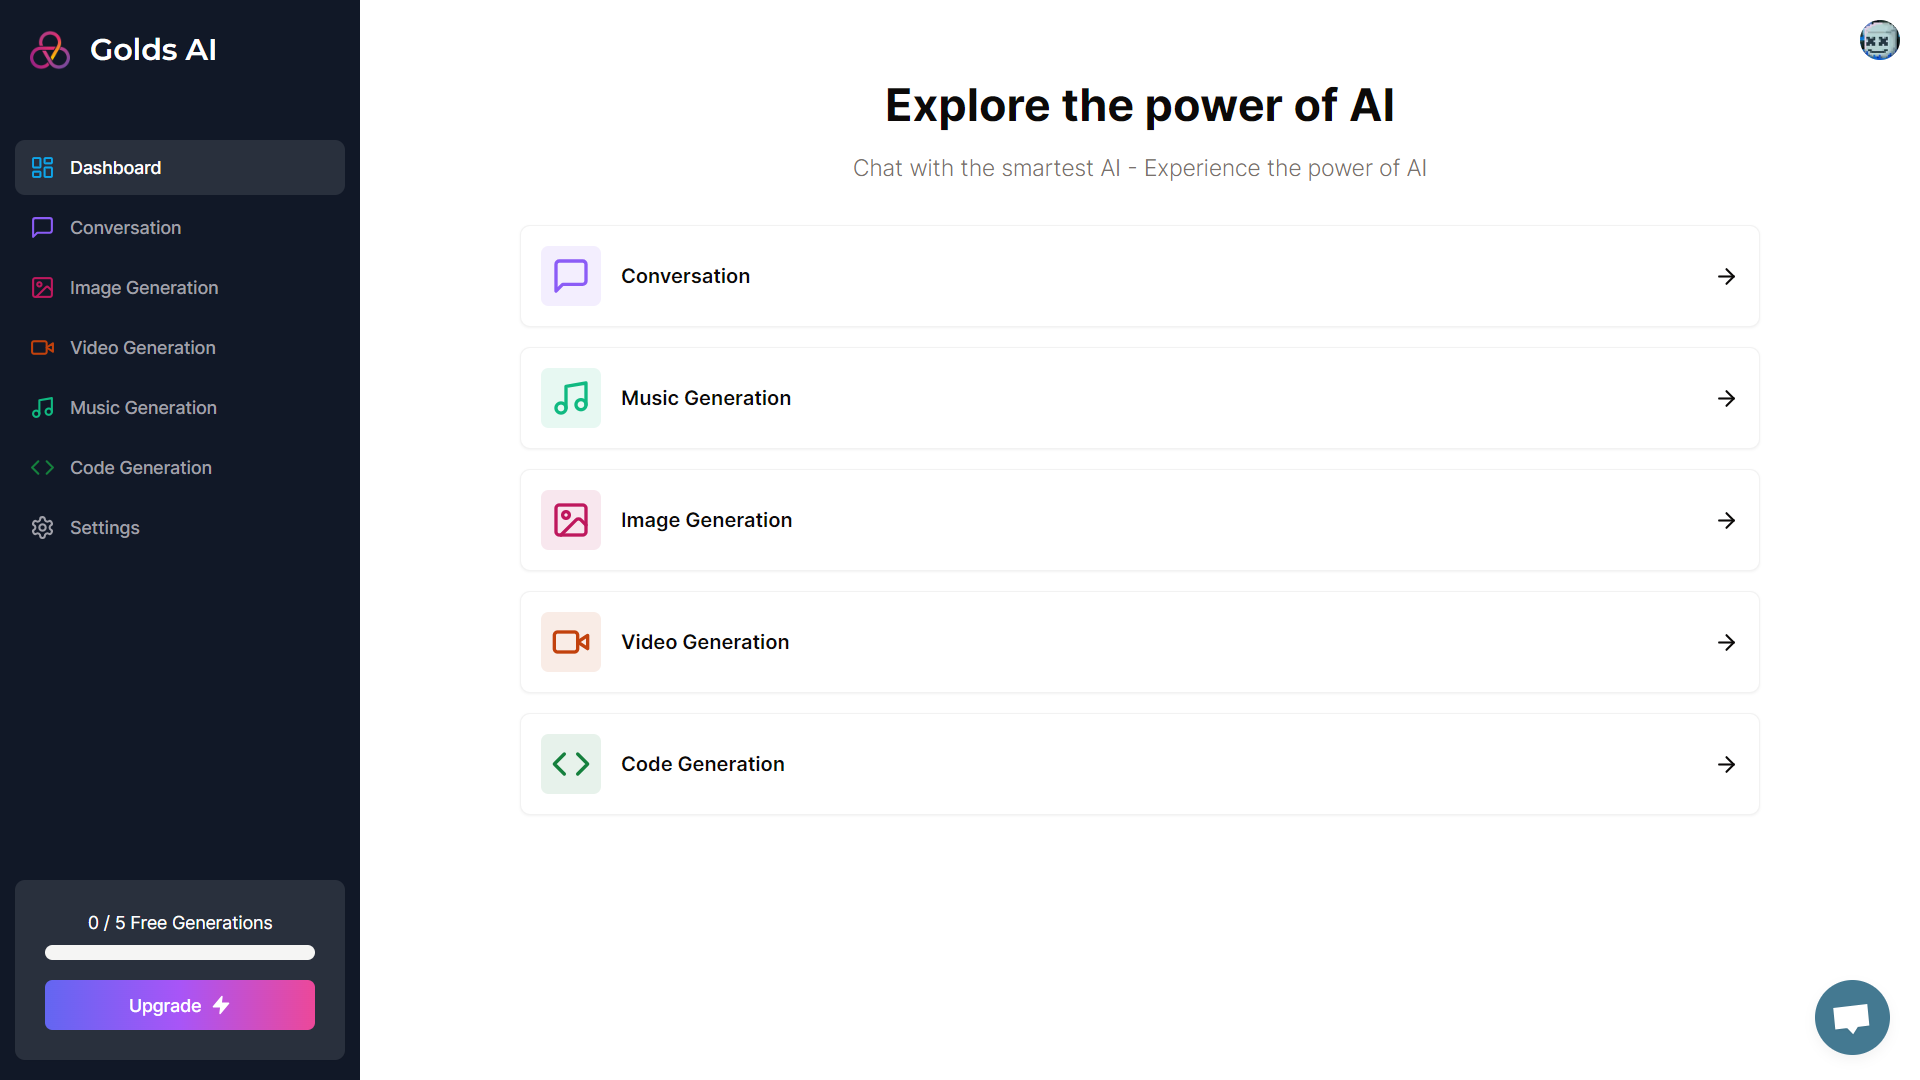 Golds AI
Dashboard
Conversation
Image Generation
Video Generation
Music Generation
Code Generation
Settings
0 / 5 Free Generations
Upgrade
Explore the power of AI
Chat with the smartest AI - Experience the power of AI
Conversation
Music Generation
Image Generation
Video Generation
Code Generation